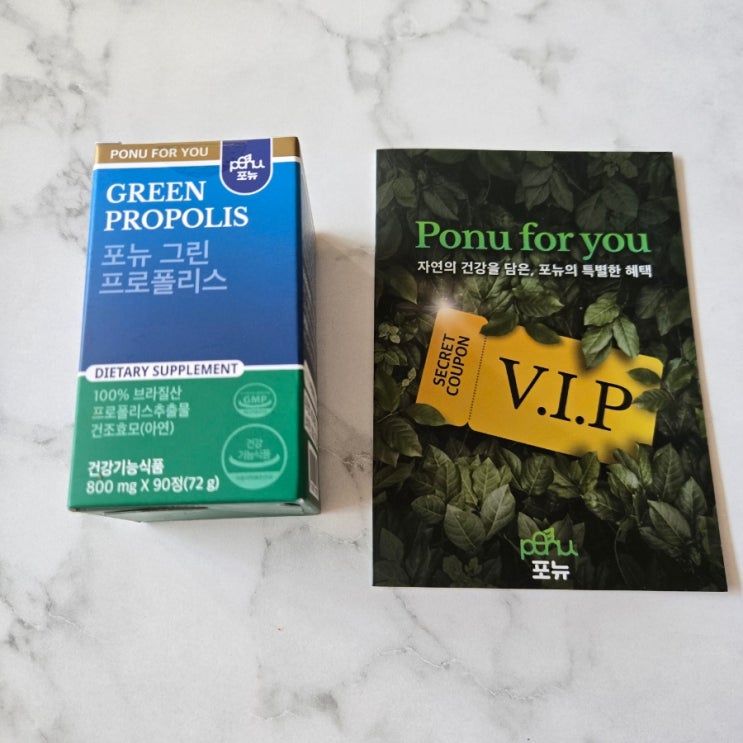 PONU FOR YOU
ponu
포뉴
GREEN
PROPOLIS
포뉴 그린
프로폴리스
DIETARY SUPPLEMENT
100% 브라질산
프로폴리스추출물
건조효모(아연)
GMP
건강
기능식품
건강기능식품
800 mg X 90정(72 g)
Ponu for you
자연의 건강을 담은, 포뉴의 특별한 혜택
SECRET
COUPON
V.I.P
ponu
포뉴